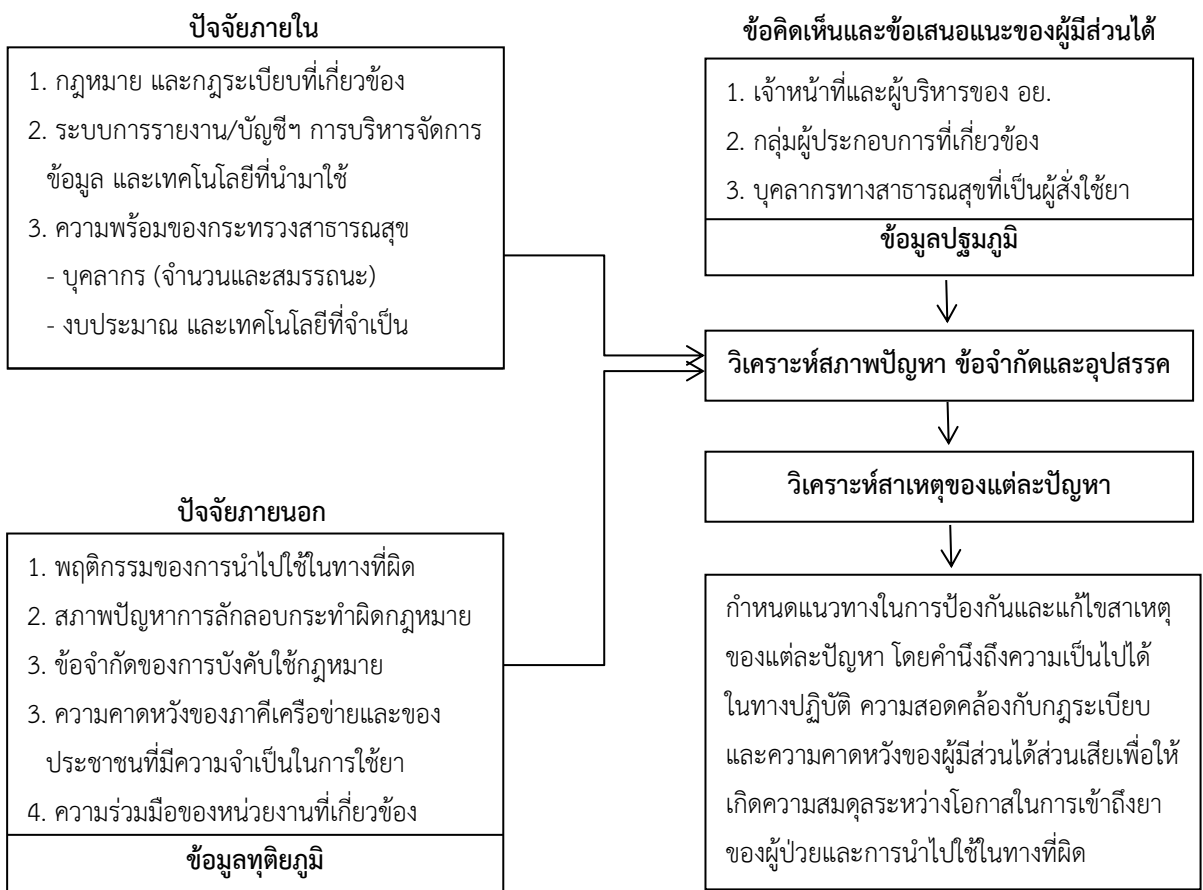 ปัจจัยภายใน
1. กฎหมาย และกฎระเบียบที่เกี่ยวข้อง
2. ระบบการรายงาน/บัญชีฯ การบริหารจัดการ
ข้อมูล และเทคโนโลยีที่นำมาใช้
3. ความพร้อมของกระทรวงสาธารณสุข
- บุคลากร (จำนวนและสมรรถนะ)
- งบประมาณ และเทคโนโลยีที่จำเป็น
ปัจจัยภายนอก
1. พฤติกรรมของการนำไปใช้ในทางที่ผิด
2. สภาพปัญหาการลักลอบกระทำผิดกฎหมาย
3. ข้อจำกัดของการบังคับใช้กฎหมาย
3. ความคาดหวังของภาคีเครือข่ายและของ
ประชาชนที่มีความจำเป็นในการใช้ยา
4. ความร่วมมือของหน่วยงานที่เกี่ยวข้อง
ข้อมูลทุติยภูมิ
ข้อคิดเห็นและข้อเสนอแนะของผู้มีส่วนได้
1. เจ้าหน้าที่และผู้บริหารของ อย.
2. กลุ่มผู้ประกอบการที่เกี่ยวข้อง
3. บุคลากรทางสาธารณสุขที่เป็นผู้สั่งใช้ยา
ข้อมูลปฐมภูมิ
วิเคราะห์สภาพปัญหา ข้อจำกัดและอุปสรรค
วิเคราะห์สาเหตุของแต่ละปัญหา
กำหนดแนวทางในการป้องกันและแก้ไขสาเหตุ
ของแต่ละปัญหา โดยคำนึงถึงความเป็นไปได้
ในทางปฏิบัติ ความสอดคล้องกับกฎระเบียบ
และความคาดหวังของผู้มีส่วนได้ส่วนเสียเพื่อให้
เกิดความสมดุลระหว่างโอกาสในการเข้าถึงยา
ของผู้ป่วยและการนำไปใช้ในทางที่ผิด